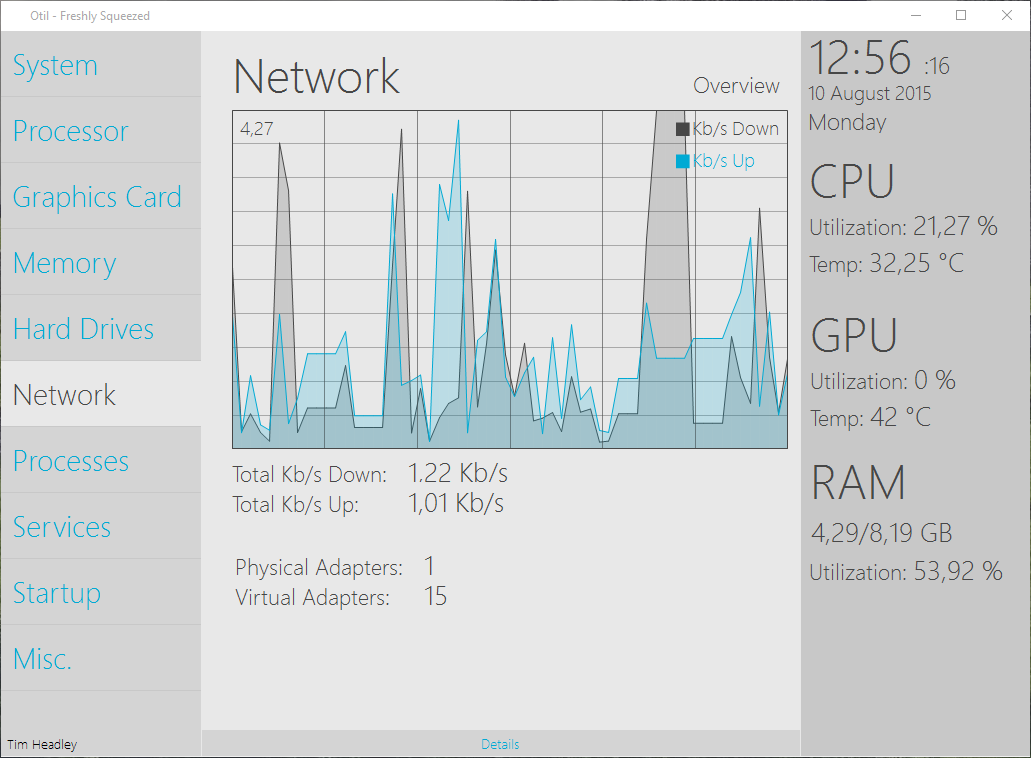 Otil - Freshly Squeezed
System
Processor
Graphics Card
Memory
Hard Drives
Network
Processes
Services
Startup
Misc.
Tim Headley
Network
Overview
4,27
Kb/s Down
Kb/s Up
Total Kb/s Down: 1,22 Kb/s
Total Kb/s Up: 1,01 Kb/s
Physical Adapters: 1
Virtual Adapters: 15
Details
12:56 :16
10 August 2015
Monday
CPU
Utilization: 21,27 %
Temp: 32,25 °C
GPU
Utilization: 0 %
Temp: 42 °C
RAM
4,29/8,19 GB
Utilization: 53,92 %